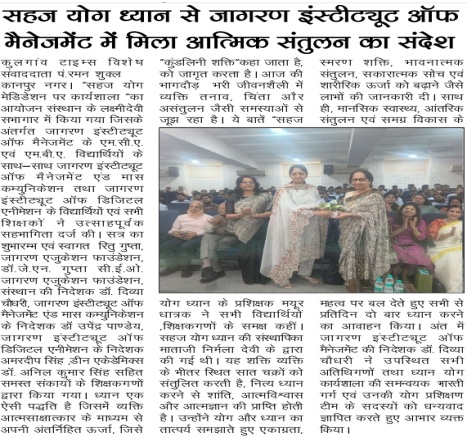 सहज योग ध्यान से जागरण इंस्टीट्यूट ऑफ
मैनेजमेंट में मिला आत्मिक संतुलन का संदेश
कुलगांव टाइम्स विशेष
संवाददाता पं.रमन शुक्ल
कानपुर नगर। "सहज योग
मेडिडेशन पर कार्यशाला "का
आयोजन संस्थान के लक्ष्मीदेवी
सभागार में किया गया जिसके
अंतर्गत जागरण इंस्टीट्यूट
ऑफ मैनेजमेंट के एम.सी.ए.
एवं एम.बी.ए. विद्यार्थियों के
साथ–साथ जागरण इंस्टीट्यूट
ऑफ मैनेजमेंट एंड मास
कम्युनिकेशन तथा जागरण
इंस्टीट्यूट ऑफ डिजिटल
एनीमेशन के विद्यार्थियों एवं सभी
शिक्षकों ने उत्साहपूर्वक
सहभागिता दर्ज की। सत्र का
शुभारम्भ एवं स्वागत रितु गुप्ता,
जागरण एजुकेशन फाउंडेशन,
डॉ.जे.एन. गुप्ता सी.ई.ओ.
जागरण एजुकेशन फाउंडेशन,
संस्थान की निदेशक डॉ. दिव्या
चौधरी, जागरण इंस्टीट्यूट ऑफ
मैनेजमेंट एंड मास कम्युनिकेशन
के निदेशक डॉ उपेंद्र पाण्डेय,
जागरण इंस्टीट्यूट ऑफ
डिजिटल एनीमेशन के निदेशक
अमरदीप सिंह ,डीन एकेडेमिक्स
डॉ. अनिल कुमार सिंह सहित
समस्त संकायों के शिक्षकगणों
द्वारा किया गया। ध्यान एक
ऐसी पद्धति है जिसमें व्यक्ति
आत्मसाक्षात्कार के माध्यम से
अपनी अंतर्निहित ऊर्जा, जिसे
"कुंडलिनी शक्ति"कहा जाता है,
को जागृत करता है। आज की
भागदौड़ भरी जीवनशैली में
व्यक्ति तनाव, चिंता और
असंतुलन जैसी समस्याओं से
जूझ रहा है। ये बातें "सहज
योग ध्यान के प्रशिक्षक मयूर
धात्रक ने सभी विद्यार्थियों
,शिक्षकगणों के समक्ष कहीं।
सहज योग ध्यान की संस्थापिका
माताजी निर्मला देवी के द्वारा
की गई थी। यह शक्ति व्यक्ति
के भीतर स्थित सात चक्रों को
संतुलित करती है, नित्य ध्यान
करने से शांति, आत्मविश्वास
और आत्मज्ञान की प्राप्ति होती
है। उन्होंने योग और ध्यान का
तात्पर्य समझाते हुए एकाग्रता,
स्मरण शक्ति, भावनात्मक
संतुलन, सकारात्मक सोच एवं
शारीरिक ऊर्जा को बढ़ाने जैसे
लाभों की जानकारी दी। साथ
ही, मानसिक स्वास्थ्य, आंतरिक
संतुलन एवं समग्र विकास के
महत्व पर बल देते हुए सभी से
प्रतिदिन दो बार ध्यान करने
का आवाहन किया। अंत में
जागरण इंस्टीट्यूट ऑफ
मैनेजमेंट की निदेशक डॉ. दिव्या
चौधरी ने उपस्थित सभी
अतिथिगणों तथा ध्यान योग
कार्यशाला की समन्वयक भारती
गर्ग एवं उनकी योग प्रशिक्षण
टीम के सदस्यों को धन्यवाद
ज्ञापित करते हुए आभार व्यक्त
किया।